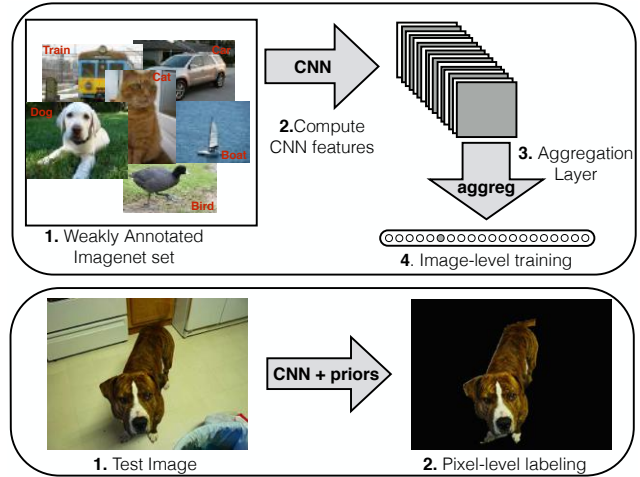 Train
Car
Cat
Dog
Boat
Bird
1. Weakly Annotated
Imagenet set
CNN
2.Compute
CNN features
3. Aggregation
Layer
aggreg
4. Image-level training
CNN + priors
1. Test Image
2. Pixel-level labeling